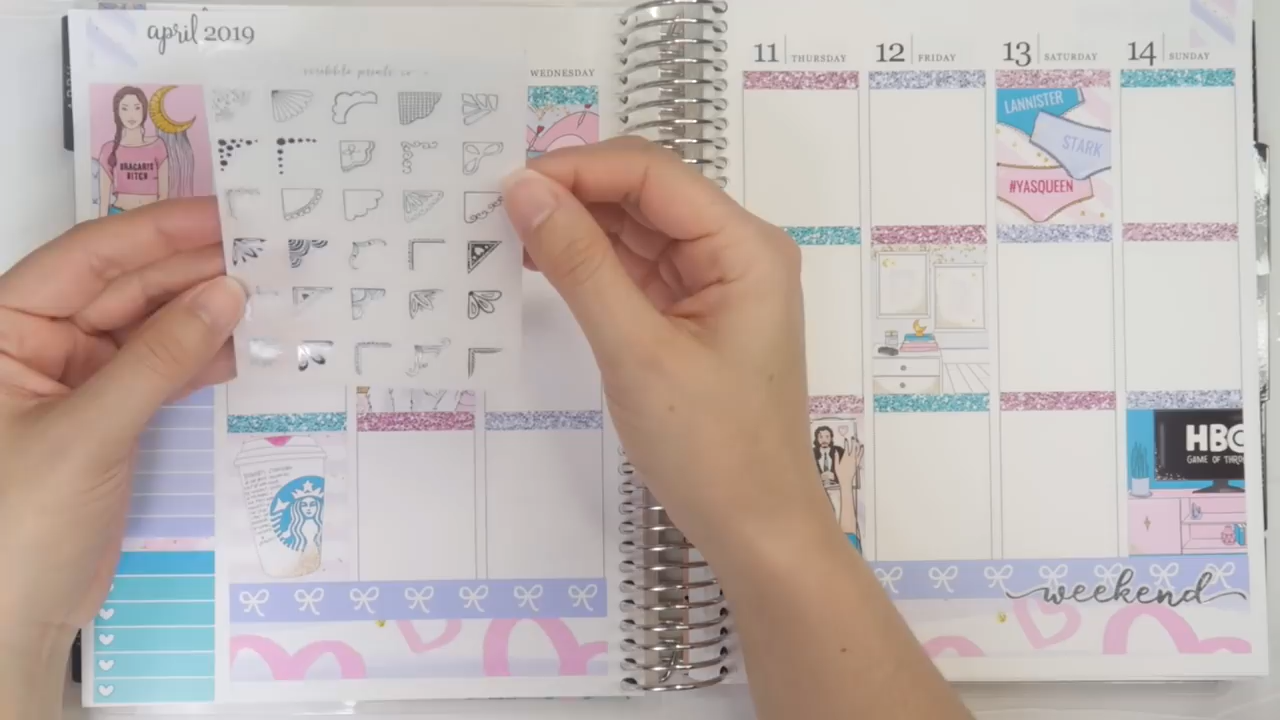 april 2019
WEDNESDAY
11 THURSDAY
12 FRIDAY
13 SATURDAY
14 SUNDAY
DRACARIS
BITCH
LANNISTER
STARK
#YASQUEEN
HBO
GAME OF THRO
weekend